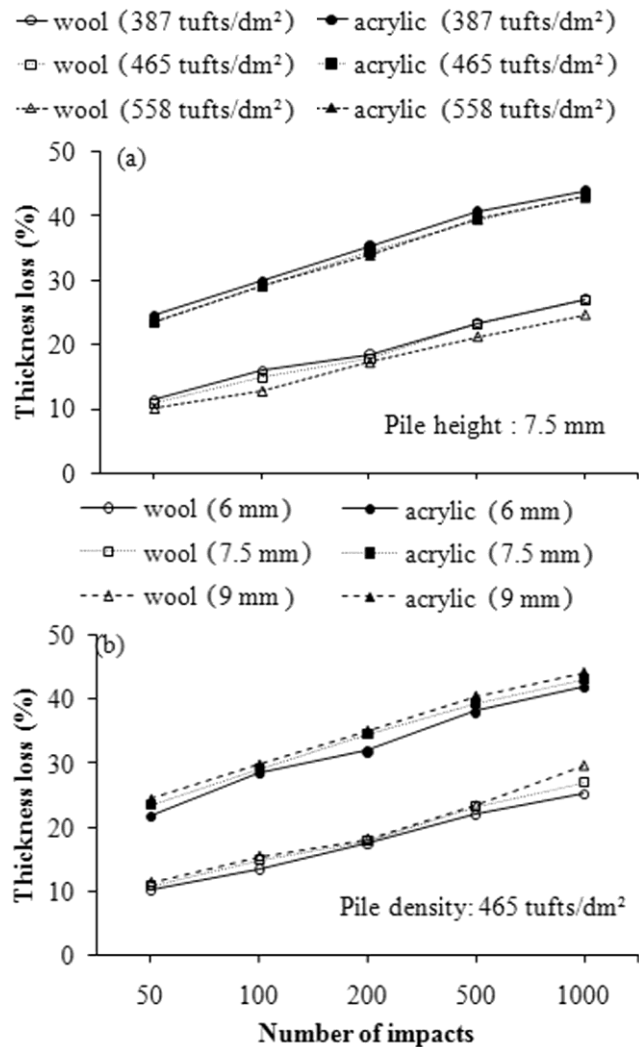 wool (387 tufts/dm²) acrylic (387 tufts/dm²)
wool (465 tufts/dm²) acrylic (465 tufts/dm²)
wool (558 tufts/dm²) acrylic (558 tufts/dm²)
50
(a)
40
30
20
10
0
Thickness loss (%)
Pile height : 7.5 mm
wool (6 mm) acrylic (6 mm)
wool (7.5 mm) acrylic (7.5 mm)
wool (9 mm) acrylic (9 mm)
50
(b)
40
30
20
10
0
Thickness loss (%)
Pile density: 465 tufts/dm²
50 100 200 500 1000
Number of impacts